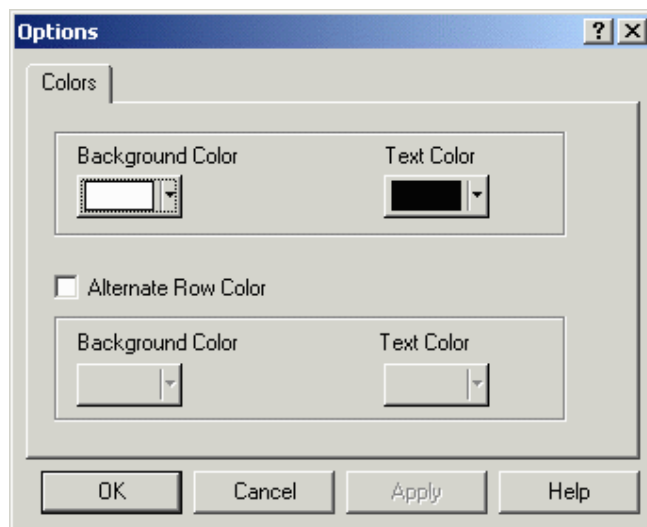 Options
Colors
Background Color Text Color
Alternate Row Color
Background Color Text Color
OK Cancel Apply Help